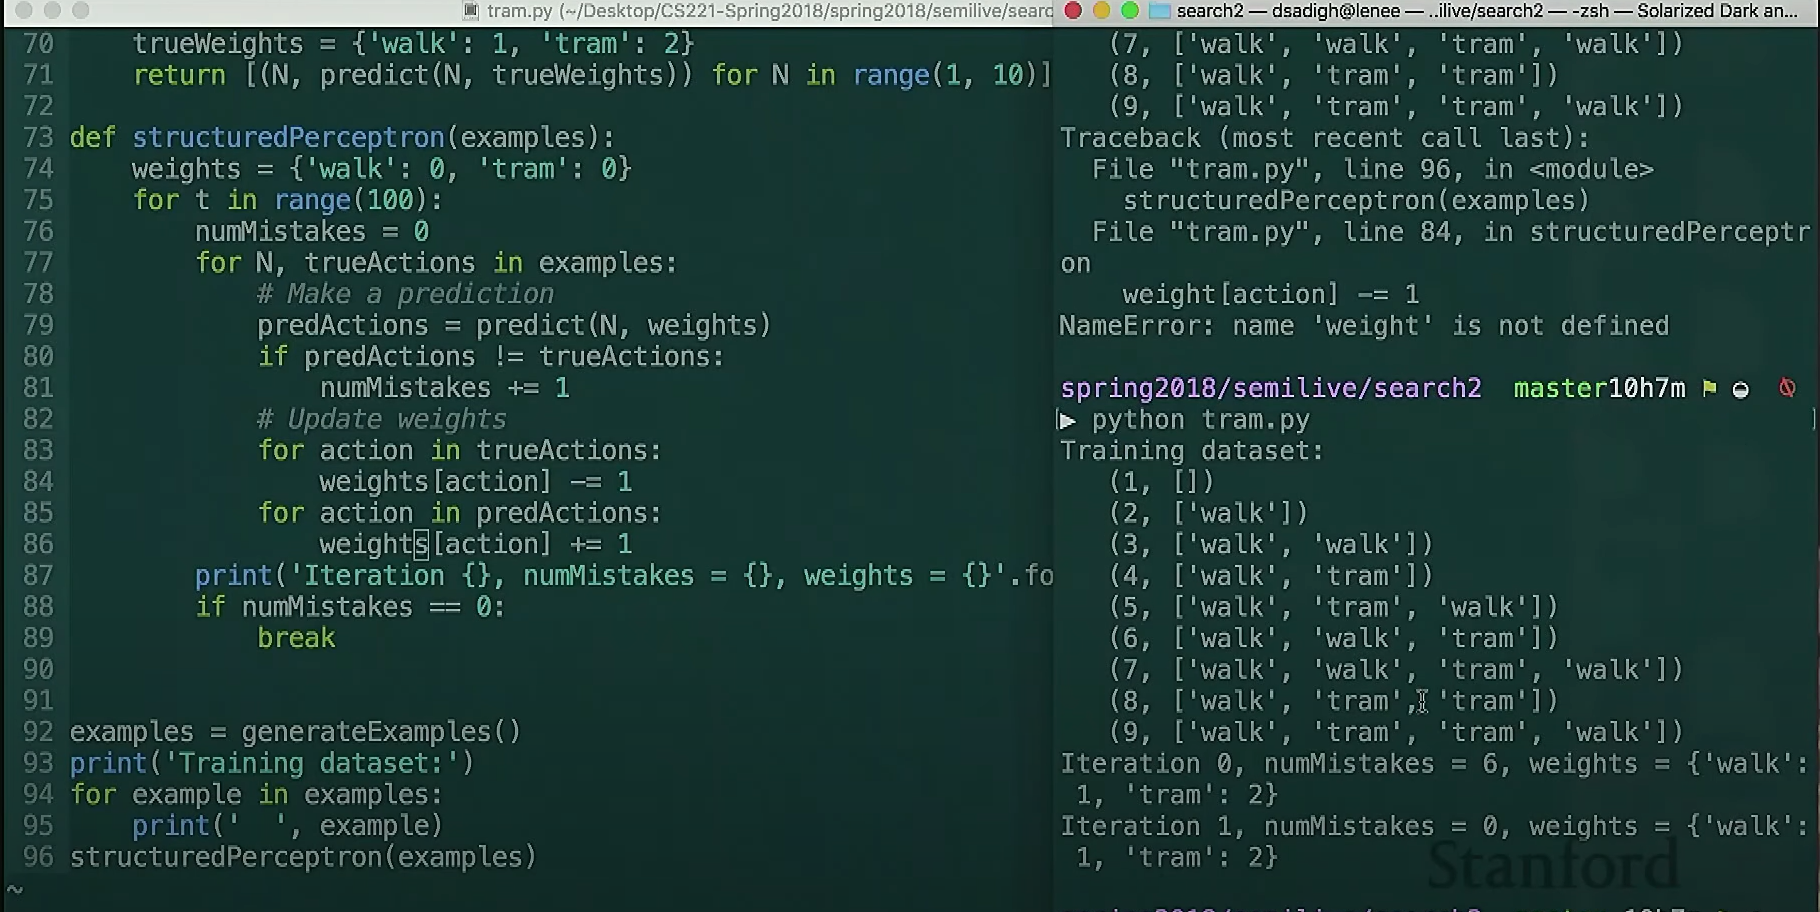 tram.py (~/Desktop/CS221-Spring2018/spring2018/semilive/searc
70 trueWeights = {'walk': 1, 'tram': 2}
71 return [(N, predict(N, trueWeights)) for N in range(1, 10)]
72
73 def structuredPerceptron(examples):
74 weights = {'walk': 0, 'tram': 0}
75 for t in range(100):
76 numMistakes = 0
77 for N, trueActions in examples:
78 # Make a prediction
79 predActions = predict(N, weights)
80 if predActions != trueActions:
81 numMistakes += 1
82 # Update weights
83 for action in trueActions:
84 weights[action] -= 1
85 for action in predActions:
86 weights[action] += 1
87 print('Iteration {}, numMistakes = {}, weights = {}'.fo
88 if numMistakes == 0:
89 break
90
91
92 examples = generateExamples()
93 print('Training dataset:')
94 for example in examples:
95 print('  ', example)
96 structuredPerceptron(examples)
~
search2 — dsadigh@lenee — ..ilive/search2 — -zsh — Solarized Dark an...
(7, ['walk', 'walk', 'tram', 'walk'])
(8, ['walk', 'tram', 'tram'])
(9, ['walk', 'tram', 'tram', 'walk'])
Traceback (most recent call last):
File "tram.py", line 96, in <module>
structuredPerceptron(examples)
File "tram.py", line 84, in structuredPerceptr
on
weight[action] -= 1
NameError: name 'weight' is not defined
spring2018/semilive/search2 master10h7m
python tram.py
Training dataset:
(1, [])
(2, ['walk'])
(3, ['walk', 'walk'])
(4, ['walk', 'tram'])
(5, ['walk', 'tram', 'walk'])
(6, ['walk', 'walk', 'tram'])
(7, ['walk', 'walk', 'tram', 'walk'])
(8, ['walk', 'tram', 'tram'])
(9, ['walk', 'tram', 'tram', 'walk'])
Iteration 0, numMistakes = 6, weights = {'walk':
1, 'tram': 2}
Iteration 1, numMistakes = 0, weights = {'walk':
1, 'tram': 2}
Stanford